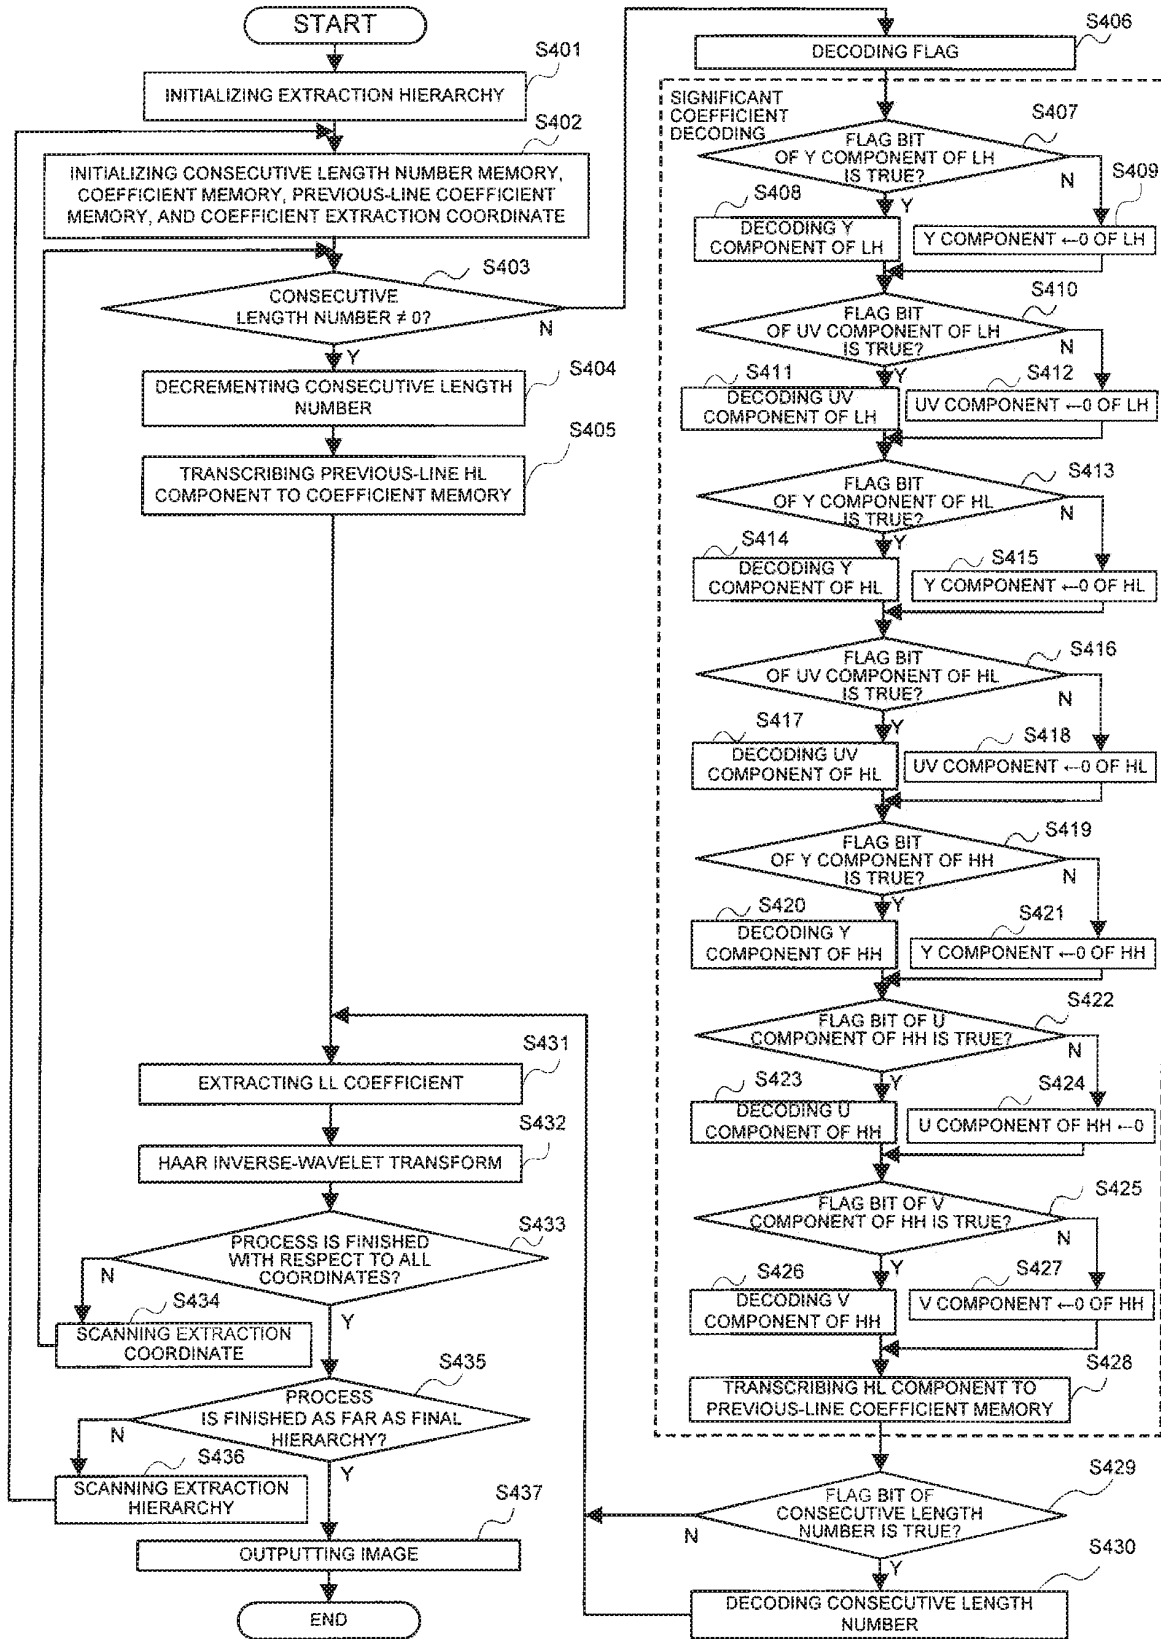 START
S401
INITIALIZING EXTRACTION HIERARCHY
S402
INITIALIZING CONSECUTIVE LENGTH NUMBER MEMORY,
COEFFICIENT MEMORY, PREVIOUS-LINE COEFFICIENT
MEMORY, AND COEFFICIENT EXTRACTION COORDINATE
S403
CONSECUTIVE
LENGTH NUMBER ≠ 0?
N
Y
S404
DECREMENTING CONSECUTIVE LENGTH
NUMBER
S405
TRANSCRIBING PREVIOUS-LINE HL
COMPONENT TO COEFFICIENT MEMORY
S406
DECODING FLAG
SIGNIFICANT
COEFFICIENT
DECODING
S407
FLAG BIT
OF Y COMPONENT OF LH
IS TRUE?
N
Y
S408
DECODING Y
COMPONENT OF LH
S409
Y COMPONENT ←0 OF LH
S410
FLAG BIT
OF UV COMPONENT OF LH
IS TRUE?
N
Y
S411
DECODING UV
COMPONENT OF LH
S412
UV COMPONENT ←0 OF LH
S413
FLAG BIT
OF Y COMPONENT OF HL
IS TRUE?
N
Y
S414
DECODING Y
COMPONENT OF HL
S415
Y COMPONENT ←0 OF HL
S416
FLAG BIT
OF UV COMPONENT OF HL
IS TRUE?
N
Y
S417
DECODING UV
COMPONENT OF HL
S418
UV COMPONENT ←0 OF HL
S419
FLAG BIT
OF Y COMPONENT OF HH
IS TRUE?
N
Y
S420
DECODING Y
COMPONENT OF HH
S421
Y COMPONENT ←0 OF HH
S422
FLAG BIT OF U
COMPONENT OF HH IS TRUE?
N
Y
S423
DECODING U
COMPONENT OF HH
S424
U COMPONENT OF HH ←0
S425
FLAG BIT OF V
COMPONENT OF HH IS TRUE?
N
Y
S426
DECODING V
COMPONENT OF HH
S427
V COMPONENT ←0 OF HH
S428
TRANSCRIBING HL COMPONENT TO
PREVIOUS-LINE COEFFICIENT MEMORY
S429
FLAG BIT OF
CONSECUTIVE LENGTH
NUMBER IS TRUE?
N
Y
S430
DECODING CONSECUTIVE LENGTH
NUMBER
S431
EXTRACTING LL COEFFICIENT
S432
HAAR INVERSE-WAVELET TRANSFORM
S433
PROCESS IS FINISHED
WITH RESPECT TO ALL
COORDINATES?
N
Y
S434
SCANNING EXTRACTION
COORDINATE
S435
PROCESS
IS FINISHED AS FAR AS FINAL
HIERARCHY?
N
Y
S436
SCANNING EXTRACTION
HIERARCHY
S437
OUTPUTTING IMAGE
END